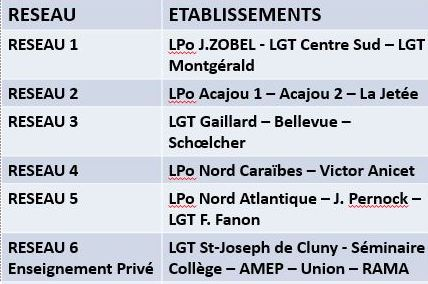 RESEAU ETABLISSEMENTS
RESEAU 1 LPo J.ZOBEL - LGT Centre Sud – LGT
Montgérald
RESEAU 2 LPo Acajou 1 – Acajou 2 – La Jetée
RESEAU 3 LGT Gaillard – Bellevue –
Schœlcher
RESEAU 4 LPo Nord Caraïbes – Victor Anicet
RESEAU 5 LPo Nord Atlantique – J. Pernock –
LGT F. Fanon
RESEAU 6 LGT St-Joseph de Cluny - Séminaire
Enseignement Privé Collège – AMEP – Union – RAMA